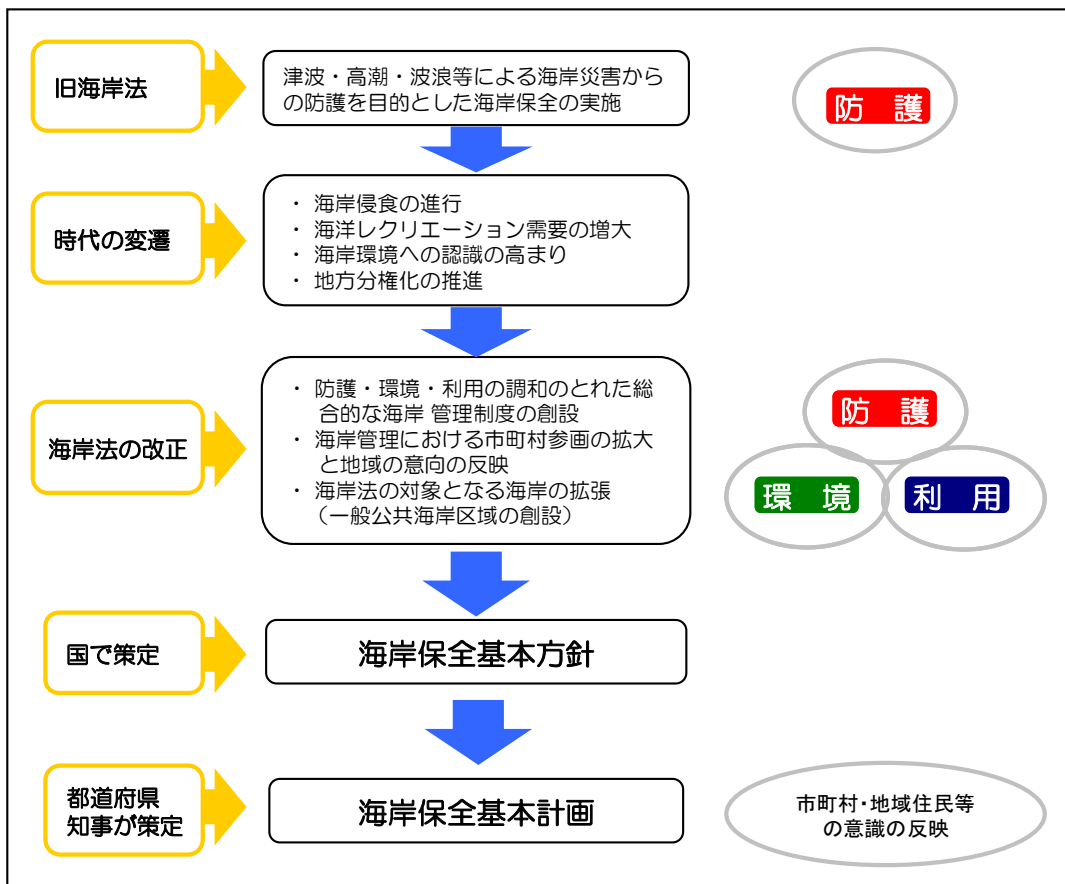 旧海岸法
津波・高潮・波浪等による海岸災害から
の防護を目的とした海岸保全の実施
防 護
時代の変遷
・ 海岸侵食の進行
・ 海洋レクリエーション需要の増大
・ 海岸環境への認識の高まり
・ 地方分権化の推進
海岸法の改正
・ 防護・環境・利用の調和のとれた総
合的な海岸 管理制度の創設
・ 海岸管理における市町村参画の拡大
と地域の意向の反映
・ 海岸法の対象となる海岸の拡張
（一般公共海岸区域の創設）
防 護
環 境
利 用
国で策定
海岸保全基本方針
都道府県
知事が策定
海岸保全基本計画
市町村・地域住民等
の意識の反映